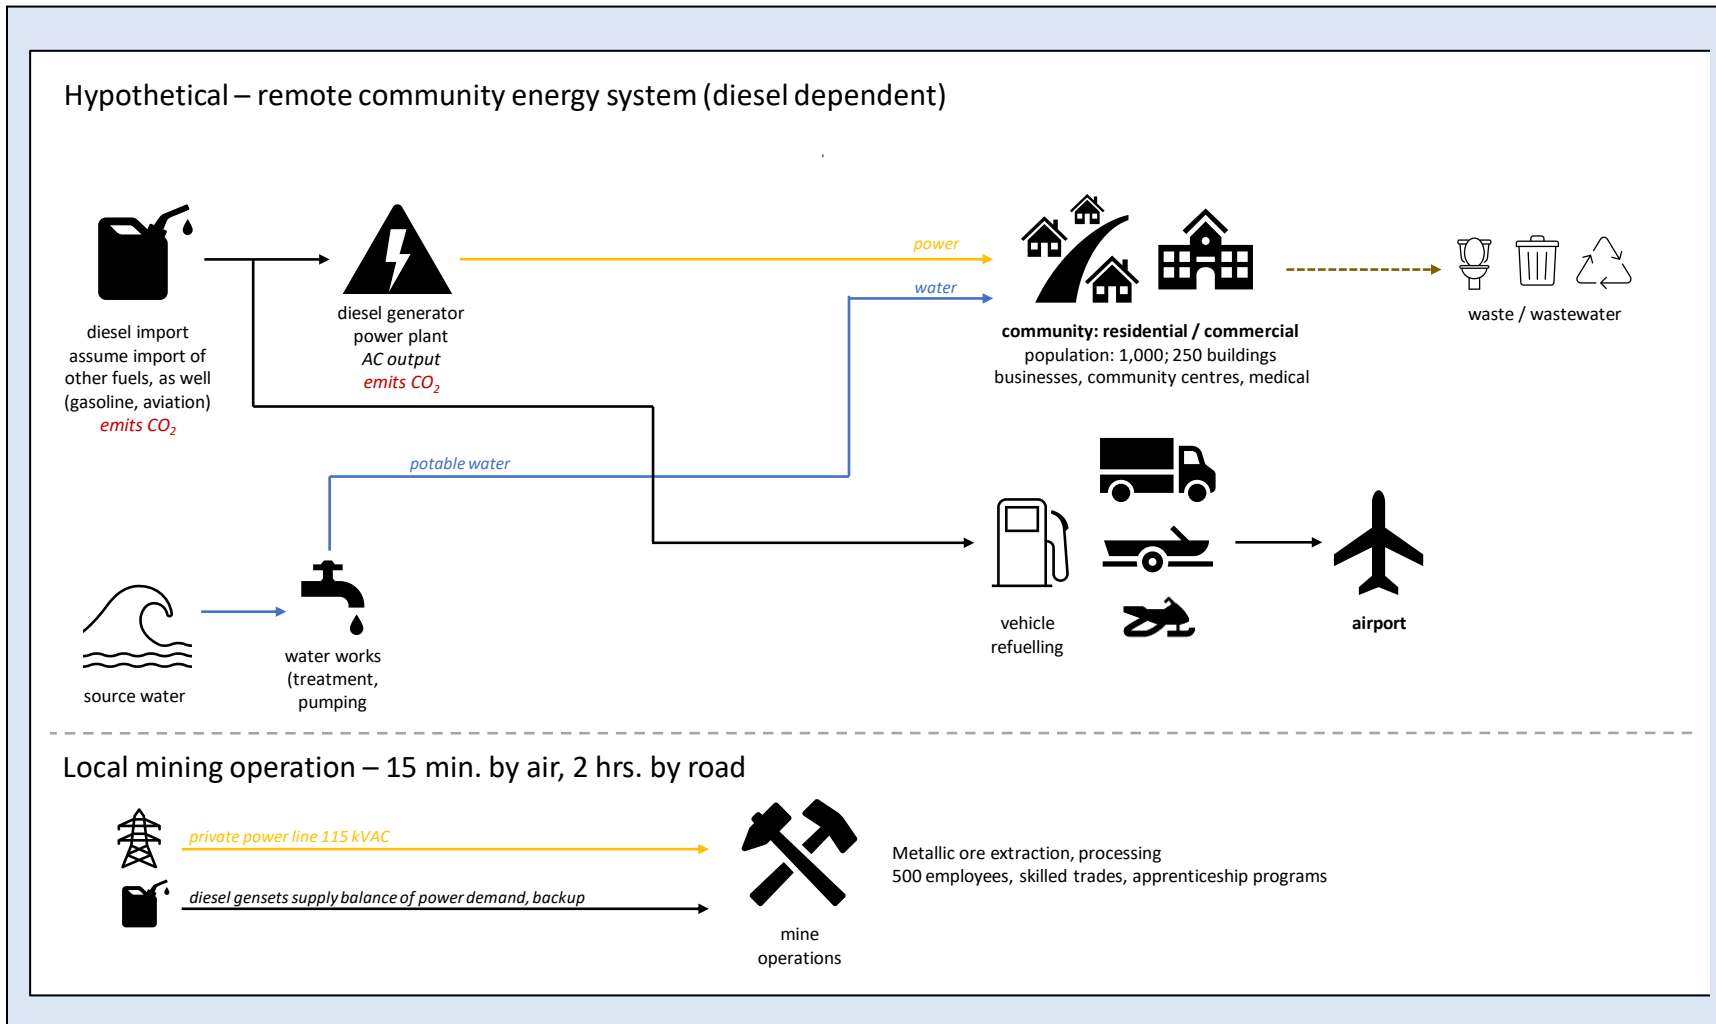 Hypothetical – remote community energy system (diesel dependent)
diesel import
assume import of
other fuels, as well
(gasoline, aviation)
emits CO2
diesel generator
power plant
AC output
emits CO2
power
water
community: residential / commercial
population: 1,000; 250 buildings
businesses, community centres, medical
waste / wastewater
potable water
source water
water works
(treatment,
pumping
vehicle
refuelling
airport
Local mining operation – 15 min. by air, 2 hrs. by road
private power line 115 kVAC
diesel gensets supply balance of power demand, backup
mine
operations
Metallic ore extraction, processing
500 employees, skilled trades, apprenticeship programs